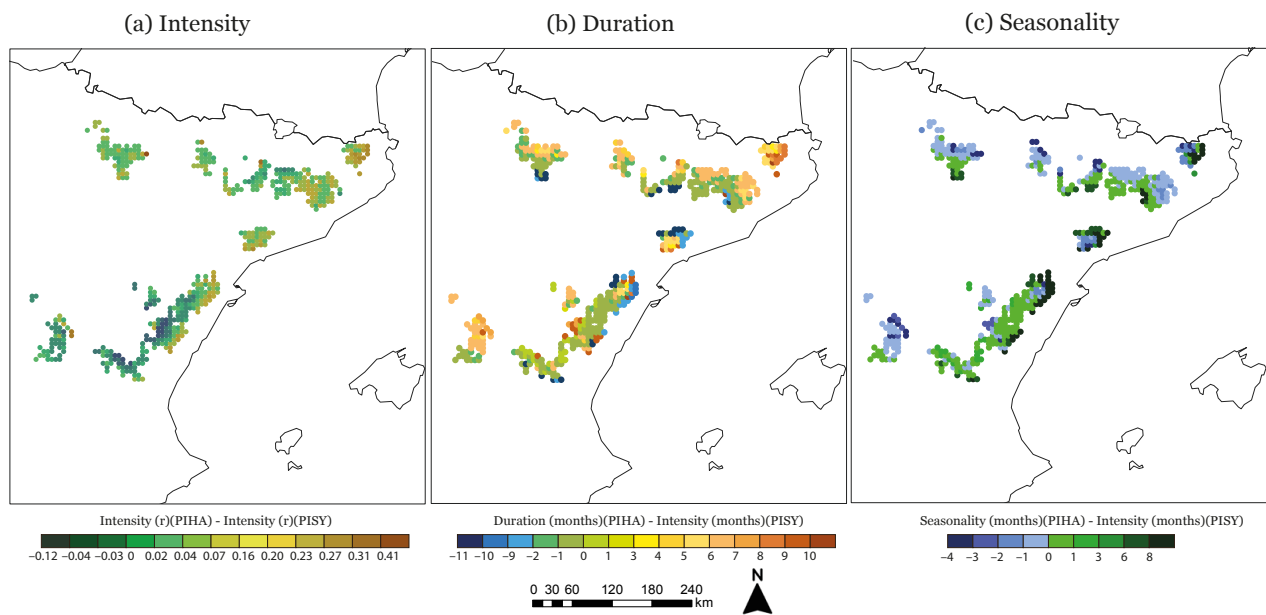 (a) Intensity
(b) Duration
(c) Seasonality
Intensity (r)(PIHA) - Intensity (r)(PISY)
−0.12 −0.04 −0.03 0 0.02 0.04 0.07 0.16 0.20 0.23 0.27 0.31 0.41
Duration (months)(PIHA) - Intensity (months)(PISY)
−11 −10 −9 −2 −1 0 1 2 3 4 5 6 7 8 9 10
Seasonality (months)(PIHA) - Intensity (months)(PISY)
−4 −3 −2 −1 0 1 3 6 8
0 30 60 120 180 240
km
N